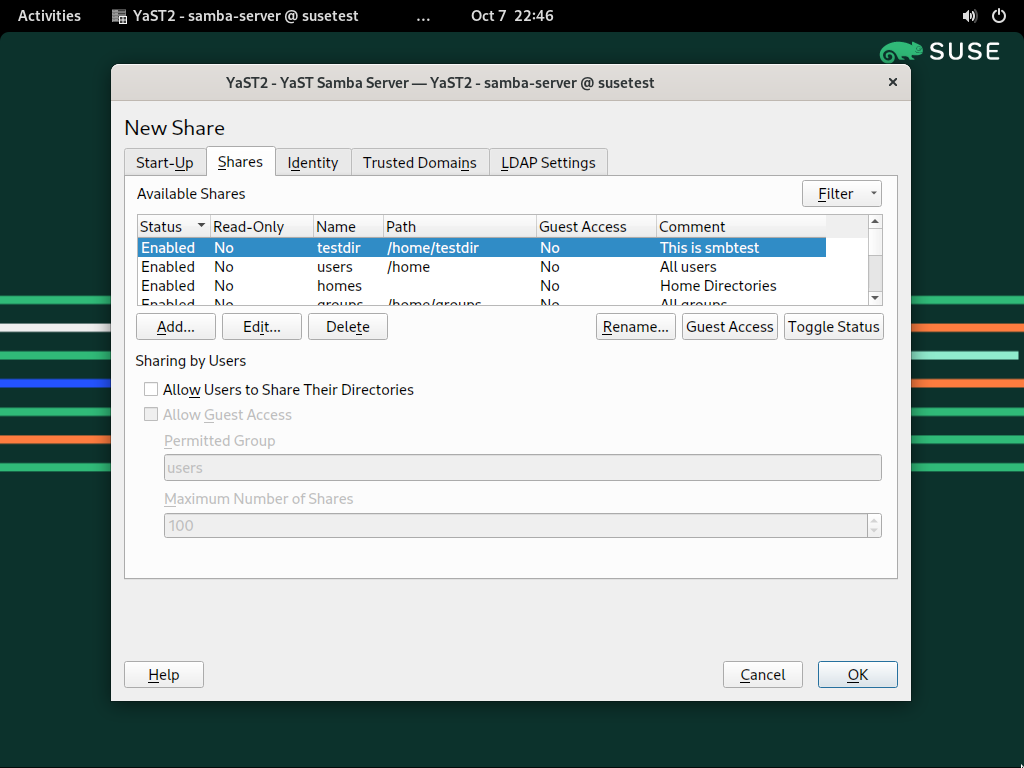 Activities YaST2 - samba-server @ susetest ... Oct 7 22:46
SUSE
YaST2 - YaST Samba Server — YaST2 - samba-server @ susetest
New Share
Start-Up Shares Identity Trusted Domains LDAP Settings
Available Shares Filter
Status Read-Only Name Path Guest Access Comment
Enabled No testdir /home/testdir No This is smbtest
Enabled No users /home No All users
Enabled No homes No Home Directories
Enabled No groups /home/groups No All groups
Add... Edit... Delete Rename... Guest Access Toggle Status
Sharing by Users
Allow Users to Share Their Directories
Allow Guest Access
Permitted Group
users
Maximum Number of Shares
100
Help Cancel OK